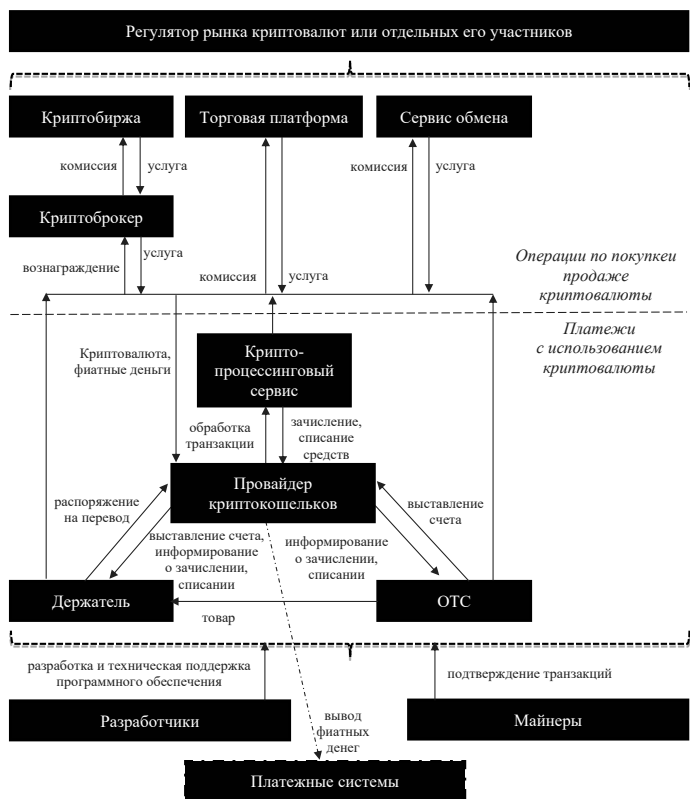 Регулятор рынка криптовалют или отдельных его участников
Криптобиржа
Торговая платформа
Сервис обмена
комиссия
услуга
комиссия
услуга
Криптоброкер
вознаграждение
услуга
комиссия
услуга
Операции по покупкеи
продаже
криптовалюты
Платежи
с использованием
криптовалюты
Криптовалюта,
фиатные деньги
Крипто-
процессинговый
сервис
обработка
транзакции
зачисление,
списание
средств
Провайдер
криптокошельков
распоряжение
на перевод
выставление
счета
выставление счета,
информирование
о зачислении,
списании
информирование
о зачислении,
списании
Держатель
ОТС
товар
разработка и техническая поддержка
программного обеспечения
подтверждение транзакций
Разработчики
Майнеры
вывод
фиатных
денег
Платежные системы